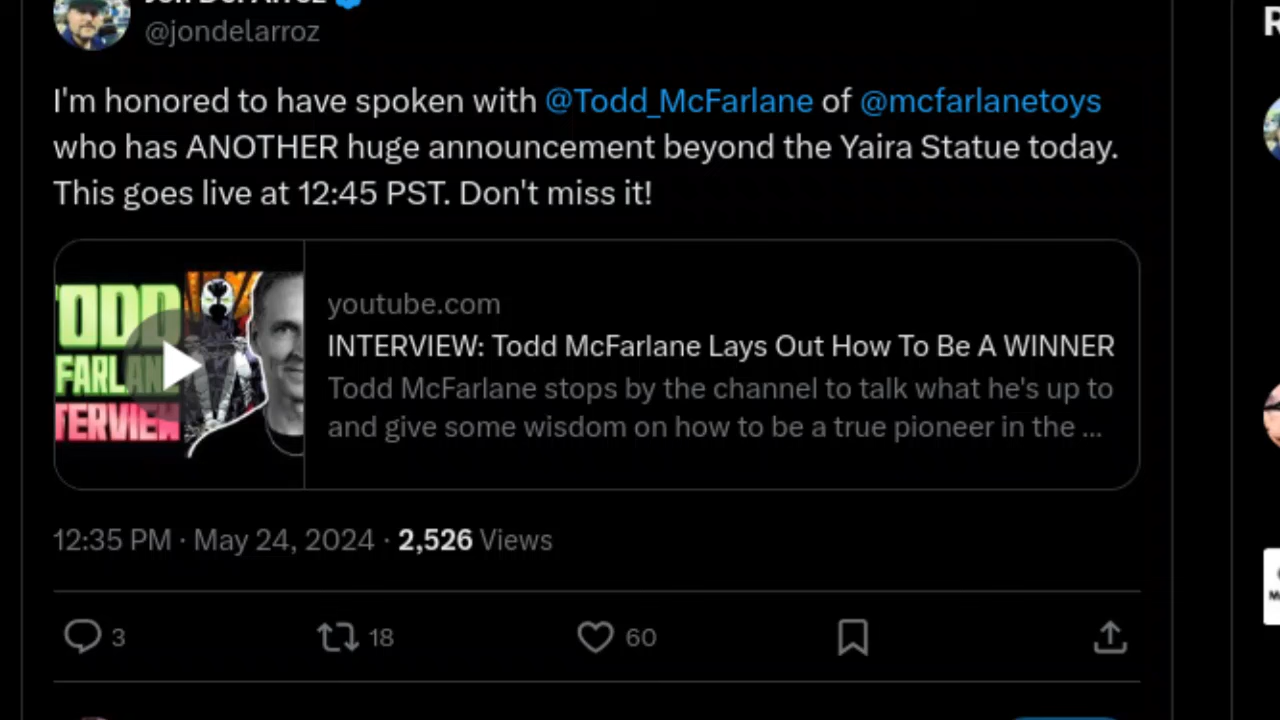 @jondelarroz
I'm honored to have spoken with @Todd_McFarlane of @mcfarlanetoys
who has ANOTHER huge announcement beyond the Yaira Statue today.
This goes live at 12:45 PST. Don't miss it!
youtube.com
INTERVIEW: Todd McFarlane Lays Out How To Be A WINNER
Todd McFarlane stops by the channel to talk what he's up to
and give some wisdom on how to be a true pioneer in the ...
12:35 PM · May 24, 2024 · 2,526 Views
3 18 60